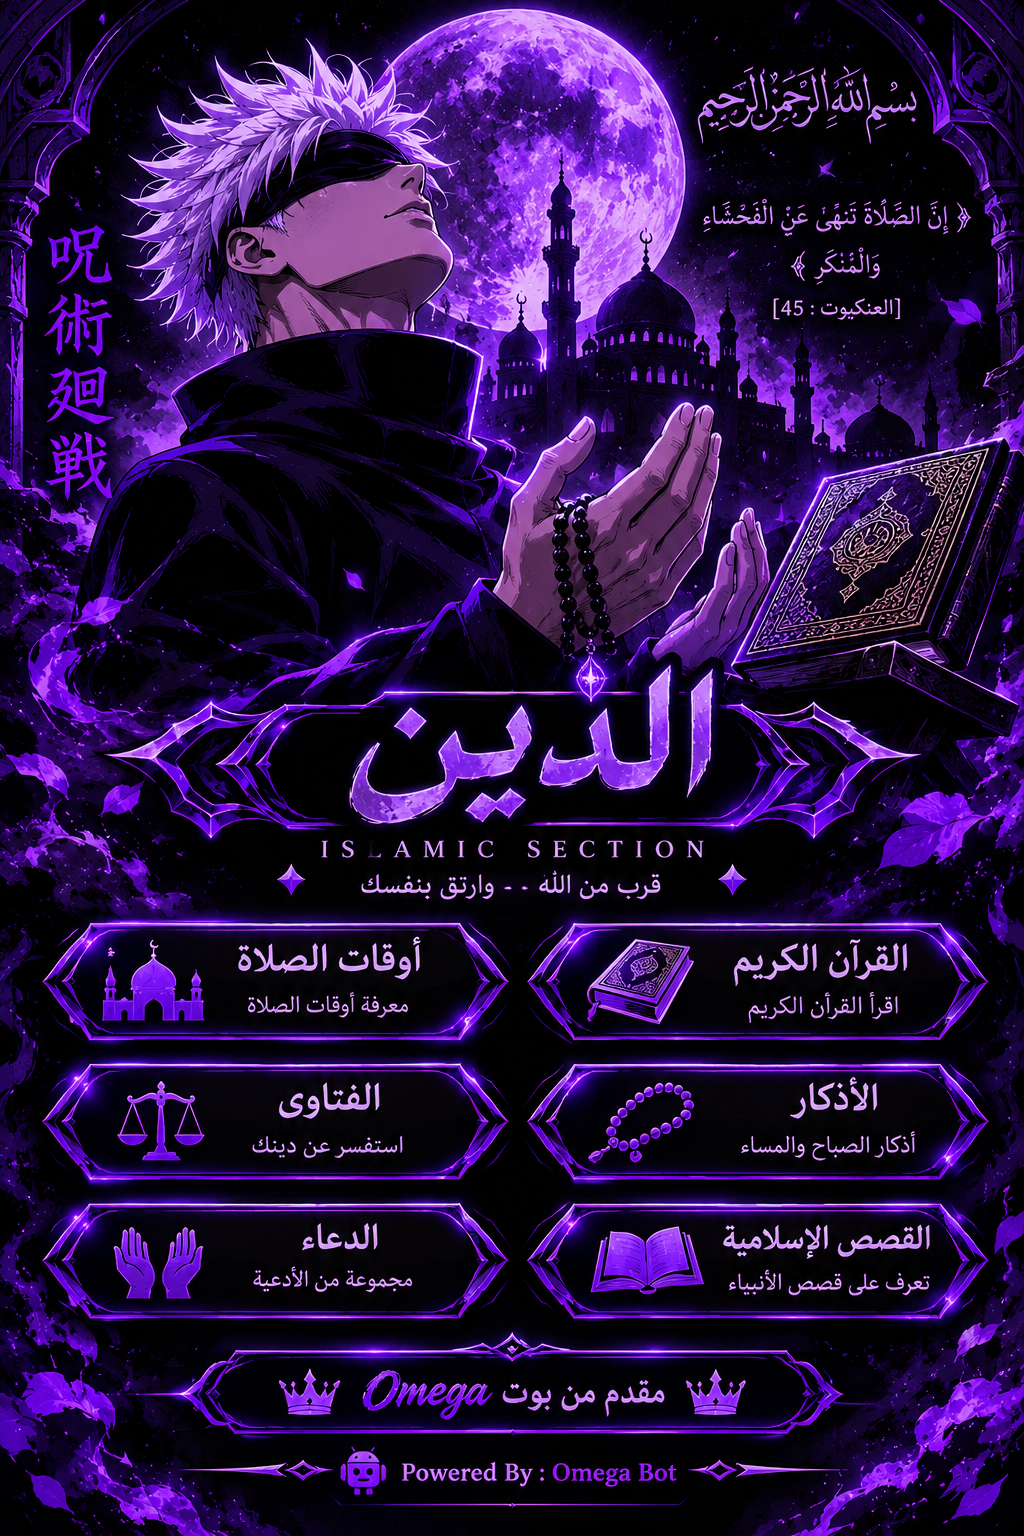 بسم الله الرحمن الرحيم
﴿ إِنَّ الصَّلَاةَ تَنْهَىٰ عَنِ الْفَحْشَاءِ
وَالْمُنْكَرِ ﴾
[العنكبوت : 45]
呪術廻戦
الدين
ISLAMIC SECTION
قرب من الله - - وارتق بنفسك
القرآن الكريم
اقرأ القرأن الكريم
أوقات الصلاة
معرفة أوقات الصلاة
الأذكار
أذكار الصباح والمساء
الفتاوى
استفسر عن دينك
القصص الإسلامية
تعرف على قصص الأنبياء
الدعاء
مجموعة من الأدعية
مقدم من بوت Omega
Powered By : Omega Bot